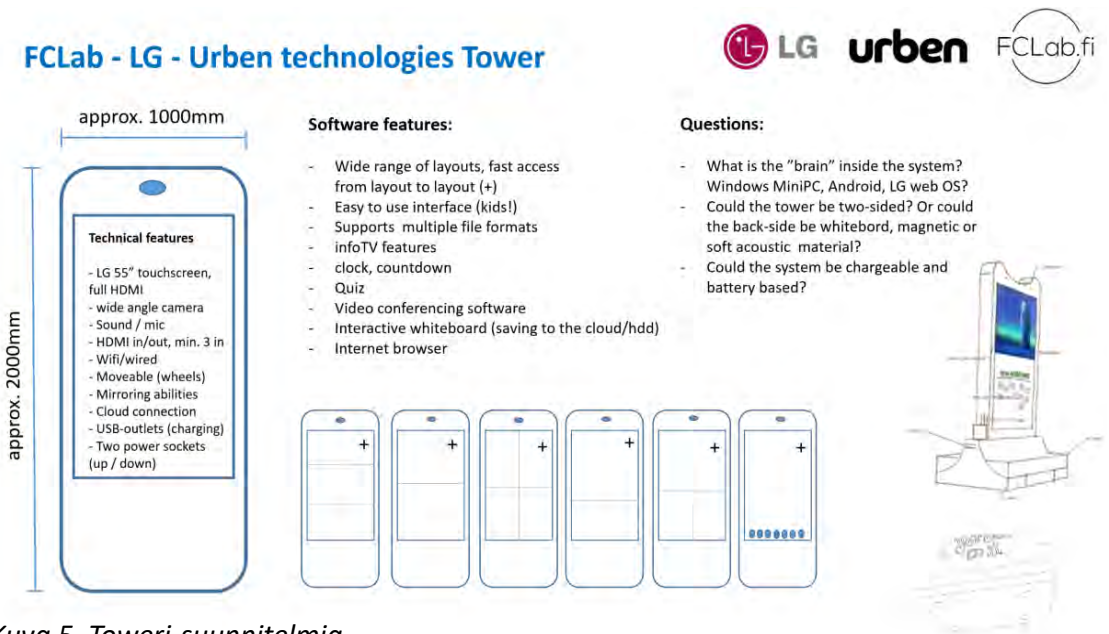 FCLab - LG - Urben technologies Tower
LG
urben
FCLab.fi
approx. 1000mm
approx. 2000mm
Technical features
- LG 55” touchscreen,
full HDMI
- wide angle camera
- Sound / mic
- HDMI in/out, min. 3 in
- Wifi/wired
- Moveable (wheels)
- Mirroring abilities
- Cloud connection
- USB-outlets (charging)
- Two power sockets
(up / down)
Software features:
- Wide range of layouts, fast access
from layout to layout (+)
- Easy to use interface (kids!)
- Supports multiple file formats
- infoTV features
- clock, countdown
- Quiz
- Video conferencing software
- Interactive whiteboard (saving to the cloud/hdd)
- Internet browser
Questions:
- What is the ”brain” inside the system?
Windows MiniPC, Android, LG web OS?
- Could the tower be two-sided? Or could
the back-side be whitebord, magnetic or
soft acoustic material?
- Could the system be chargeable and
battery based?
+ + + + + +
Kuva 5. Toweri suunnitelmia